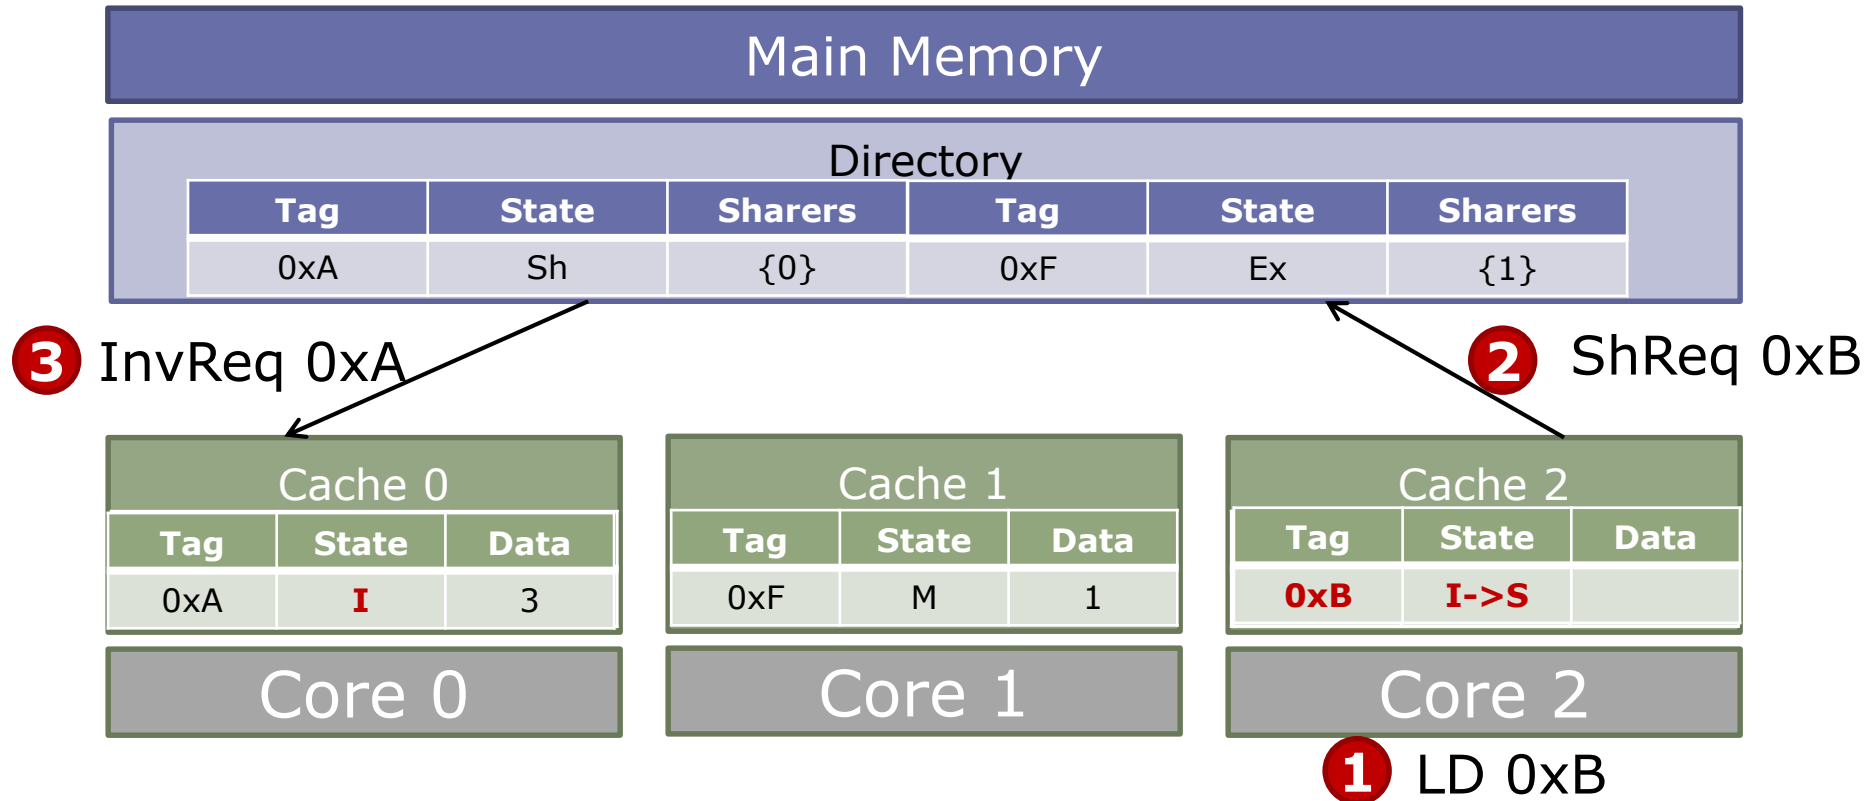 Main Memory
Directory
Tag State Sharers Tag State Sharers
0xA Sh {0} 0xF Ex {1}
3 InvReq 0xA
2 ShReq 0xB
Cache 0
Tag State Data
0xA I 3
Core 0
Cache 1
Tag State Data
0xF M 1
Core 1
Cache 2
Tag State Data
0xB I->S
Core 2
1 LD 0xB